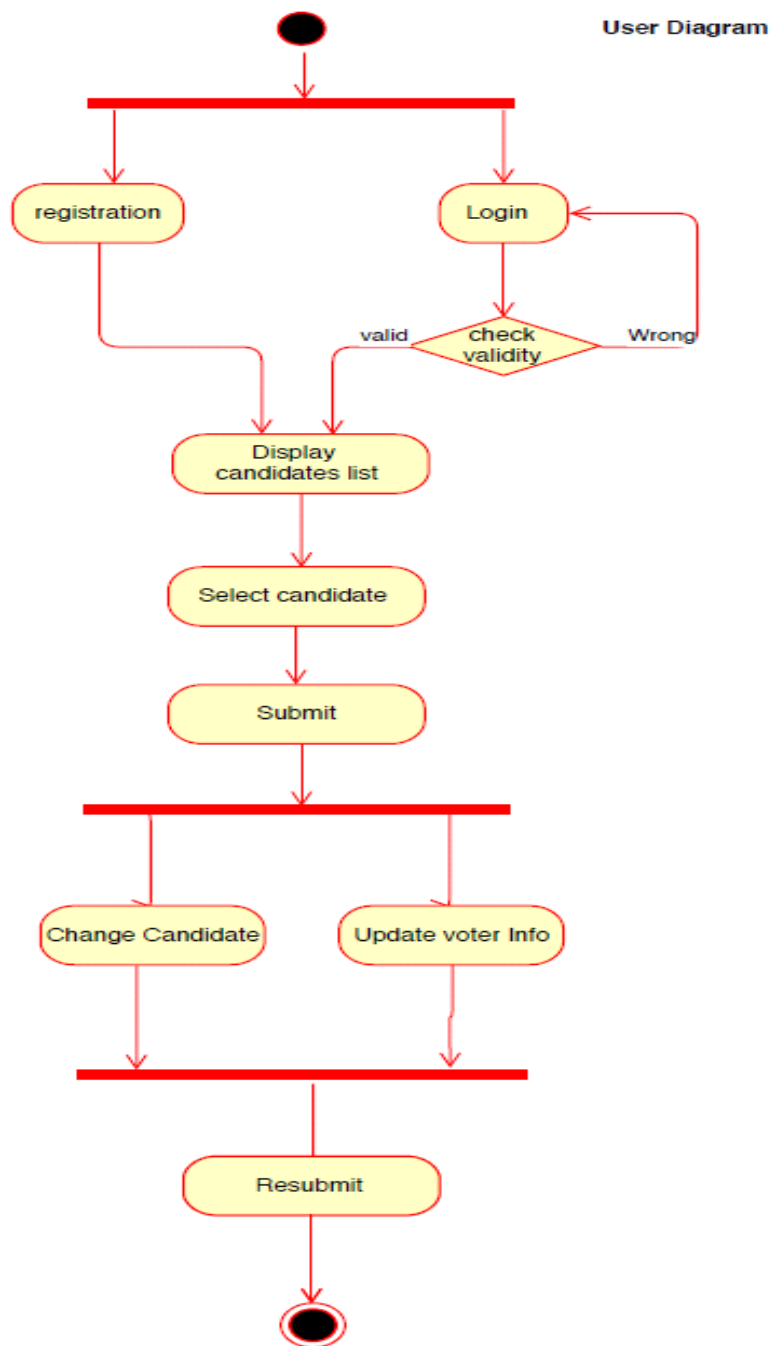 User Diagram
registration
Login
valid
check
validity
Wrong
Display
candidates list
Select candidate
Submit
Change Candidate
Update voter Info
Resubmit